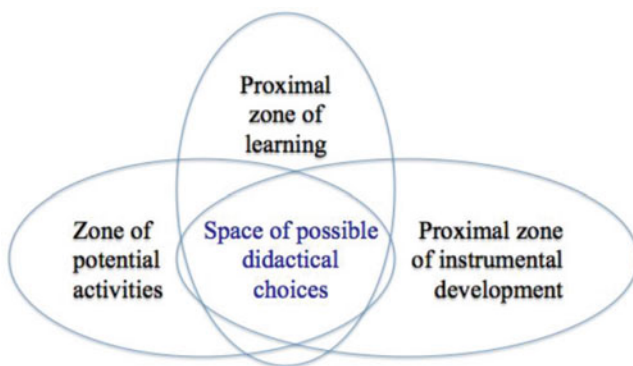 Proximal
zone of
learning
Zone of
potential
activities
Space of possible
didactical
choices
Proximal zone
of instrumental
development